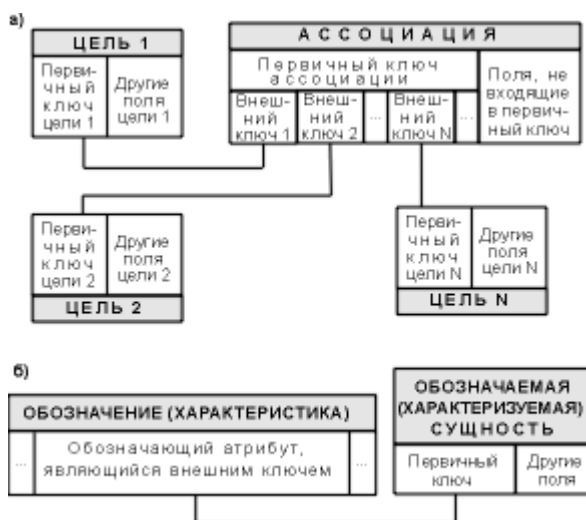 а)
ЦЕЛЬ 1
Перви-
чный
ключ
цели 1
Другие
поля
цели 1
АССОЦИАЦИЯ
Первичный ключ
ассоциации
Внеш-
ний
ключ 1
Внеш-
ний
ключ 2
...
Внеш-
ний
ключ N
...
Поля, не
входящие
в первич-
ный ключ
Перви-
чный
ключ
цели 2
Другие
поля
цели 2
ЦЕЛЬ 2
Перви-
чный
ключ
цели N
Другие
поля
цели N
ЦЕЛЬ N
б)
ОБОЗНАЧЕНИЕ (ХАРАКТЕРИСТИКА)
...
Обозначающий атрибут,
являющийся внешним ключем
...
ОБОЗНАЧАЕМАЯ
(ХАРАКТЕРИЗУЕМАЯ)
СУЩНОСТЬ
Первичный
ключ
Другие
поля